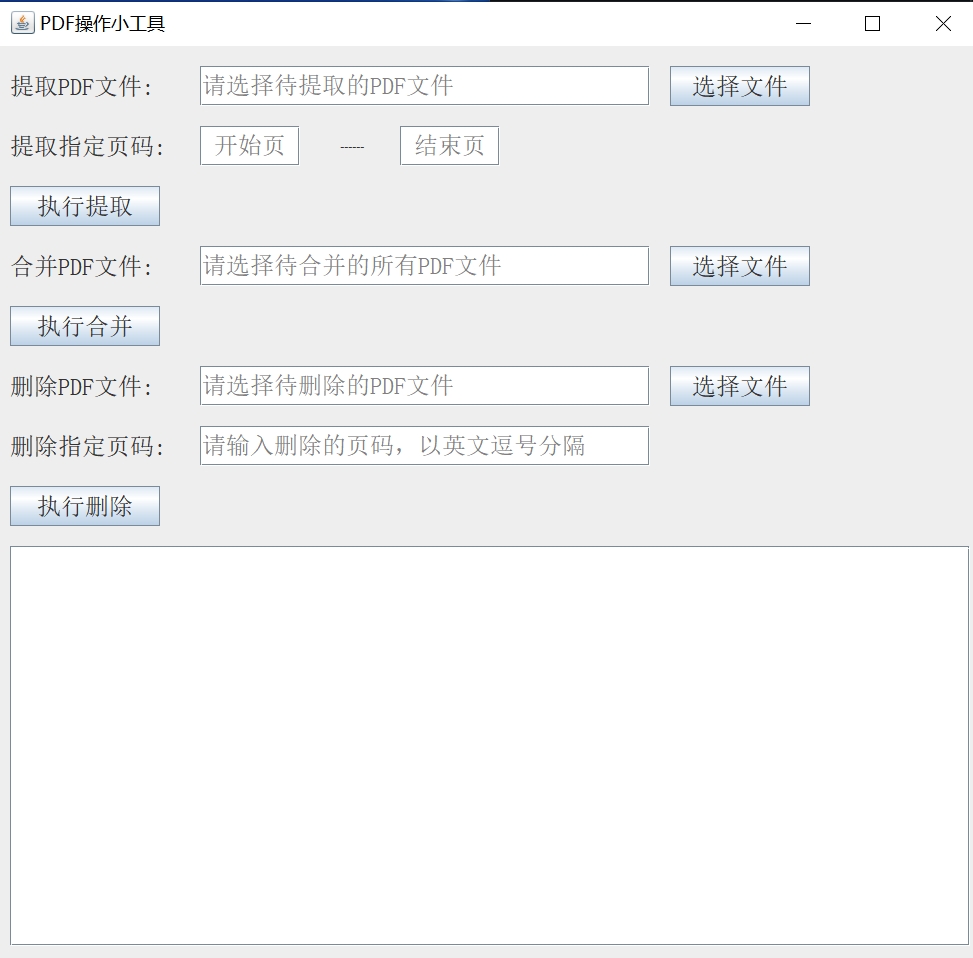 PDF操作小工具
提取PDF文件: 请选择待提取的PDF文件 选择文件
提取指定页码: 开始页 ------ 结束页
执行提取
合并PDF文件: 请选择待合并的所有PDF文件 选择文件
执行合并
删除PDF文件: 请选择待删除的PDF文件 选择文件
删除指定页码: 请输入删除的页码，以英文逗号分隔
执行删除